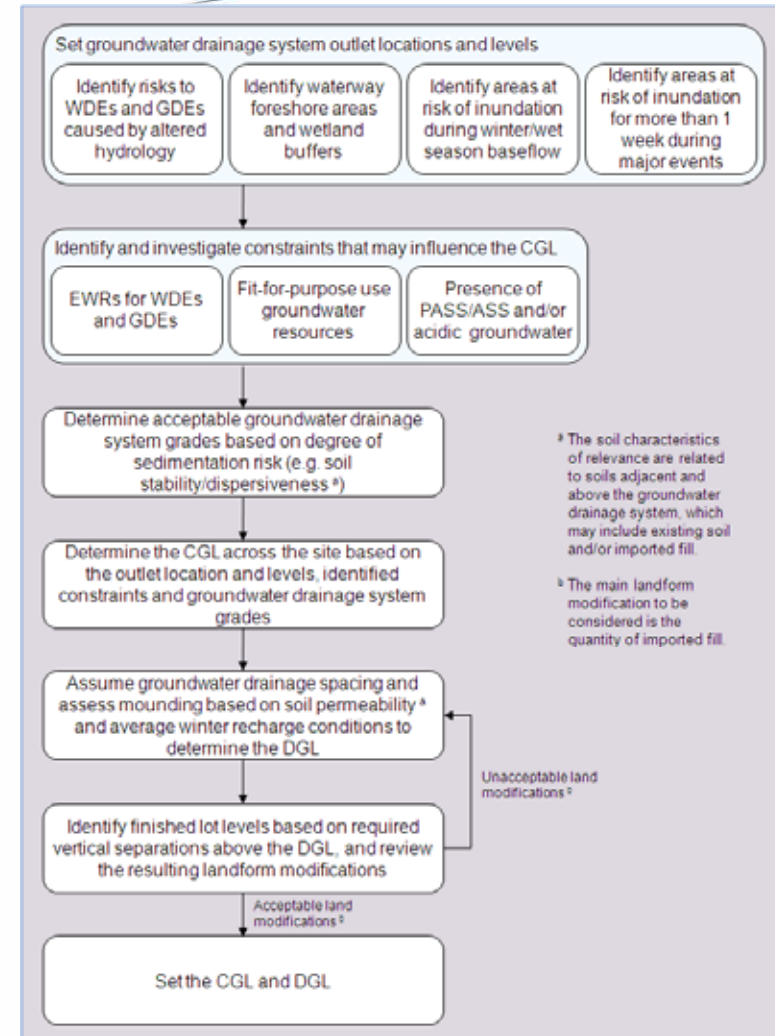 Set groundwater drainage system outlet locations and levels
Identify risks to
WDEs and GDEs
caused by altered
hydrology
Identify waterway
foreshore areas
and wetland
buffers
Identify areas at
risk of inundation
during winter/wet
season baseflow
Identify areas at
risk of inundation
for more than 1
week during
major events
Identify and investigate constraints that may influence the CGL
EWRs for WDEs
and GDEs
Fit-for-purpose use
groundwater
resources
Presence of
PASS/ASS and/or
acidic groundwater
Determine acceptable groundwater drainage
system grades based on degree of
sedimentation risk (e.g. soil
stability/dispersiveness ª)
Determine the CGL across the site based on
the outlet location and levels, identified
constraints and groundwater drainage system
grades
Assume groundwater drainage spacing and
assess mounding based on soil permeability ª
and average winter recharge conditions to
determine the DGL
Identify finished lot levels based on required
vertical separations above the DGL, and review
the resulting landform modifications
Unacceptable land
modifications ᵇ
Acceptable land
modifications ᵇ
Set the CGL and DGL
ª The soil characteristics
of relevance are related
to soils adjacent and
above the groundwater
drainage system, which
may include existing soil
and/or imported fill.
ᵇ The main landform
modification to be
considered is the
quantity of imported fill.